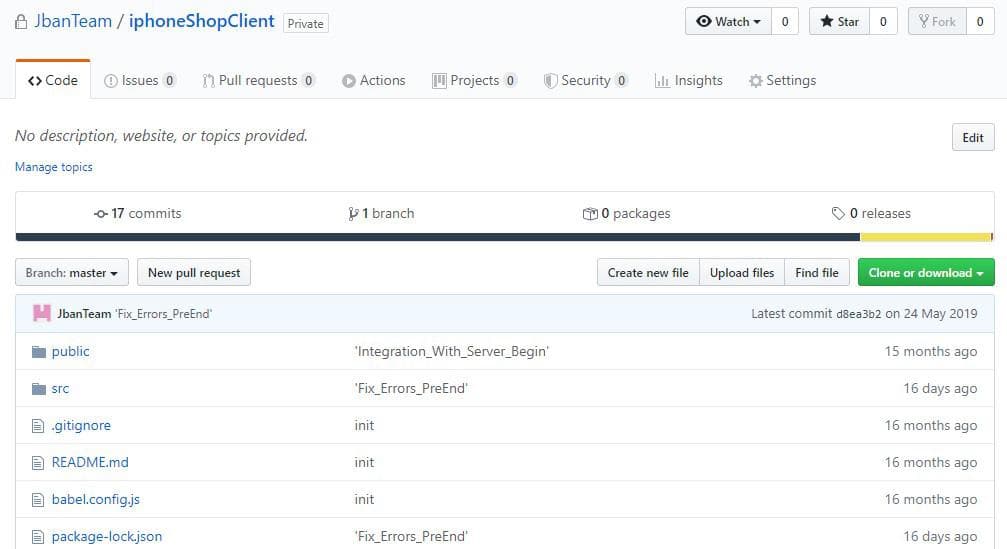 JbanTeam / iphoneShopClient Private Watch 0 Star 0 Fork 0
Code Issues 0 Pull requests 0 Actions Projects 0 Security 0 Insights Settings
No description, website, or topics provided. Edit
Manage topics
17 commits 1 branch 0 packages 0 releases
Branch: master New pull request Create new file Upload files Find file Clone or download
JbanTeam 'Fix_Errors_PreEnd' Latest commit d8ea3b2 on 24 May 2019
public 'Integration_With_Server_Begin' 15 months ago
src 'Fix_Errors_PreEnd' 16 days ago
.gitignore init 16 months ago
README.md init 16 months ago
babel.config.js init 16 months ago
package-lock.json 'Fix_Errors_PreEnd' 16 days ago